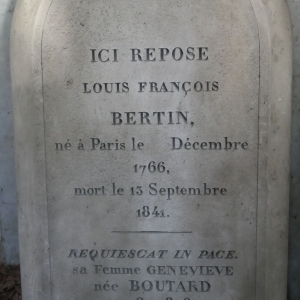 ICI REPOSE
LOUIS FRANÇOIS
BERTIN,
né à Paris le Décembre
1766,
mort le 13 Septembre
1841.
REQUIESCAT IN PACE.
sa Femme GENEVIEVE
née BOUTARD